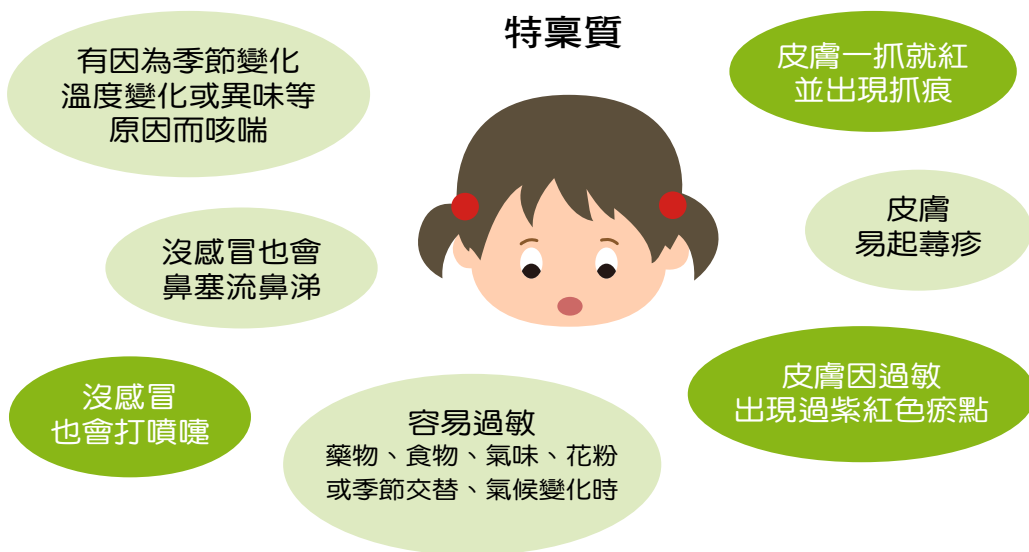 特稟質
有因為季節變化
溫度變化或異味等
原因而咳喘
皮膚一抓就紅
並出現抓痕
沒感冒也會
鼻塞流鼻涕
皮膚
易起蕁疹
沒感冒
也會打噴嚏
容易過敏
藥物、食物、氣味、花粉
或季節交替、氣候變化時
皮膚因過敏
出現過紫紅色瘀點